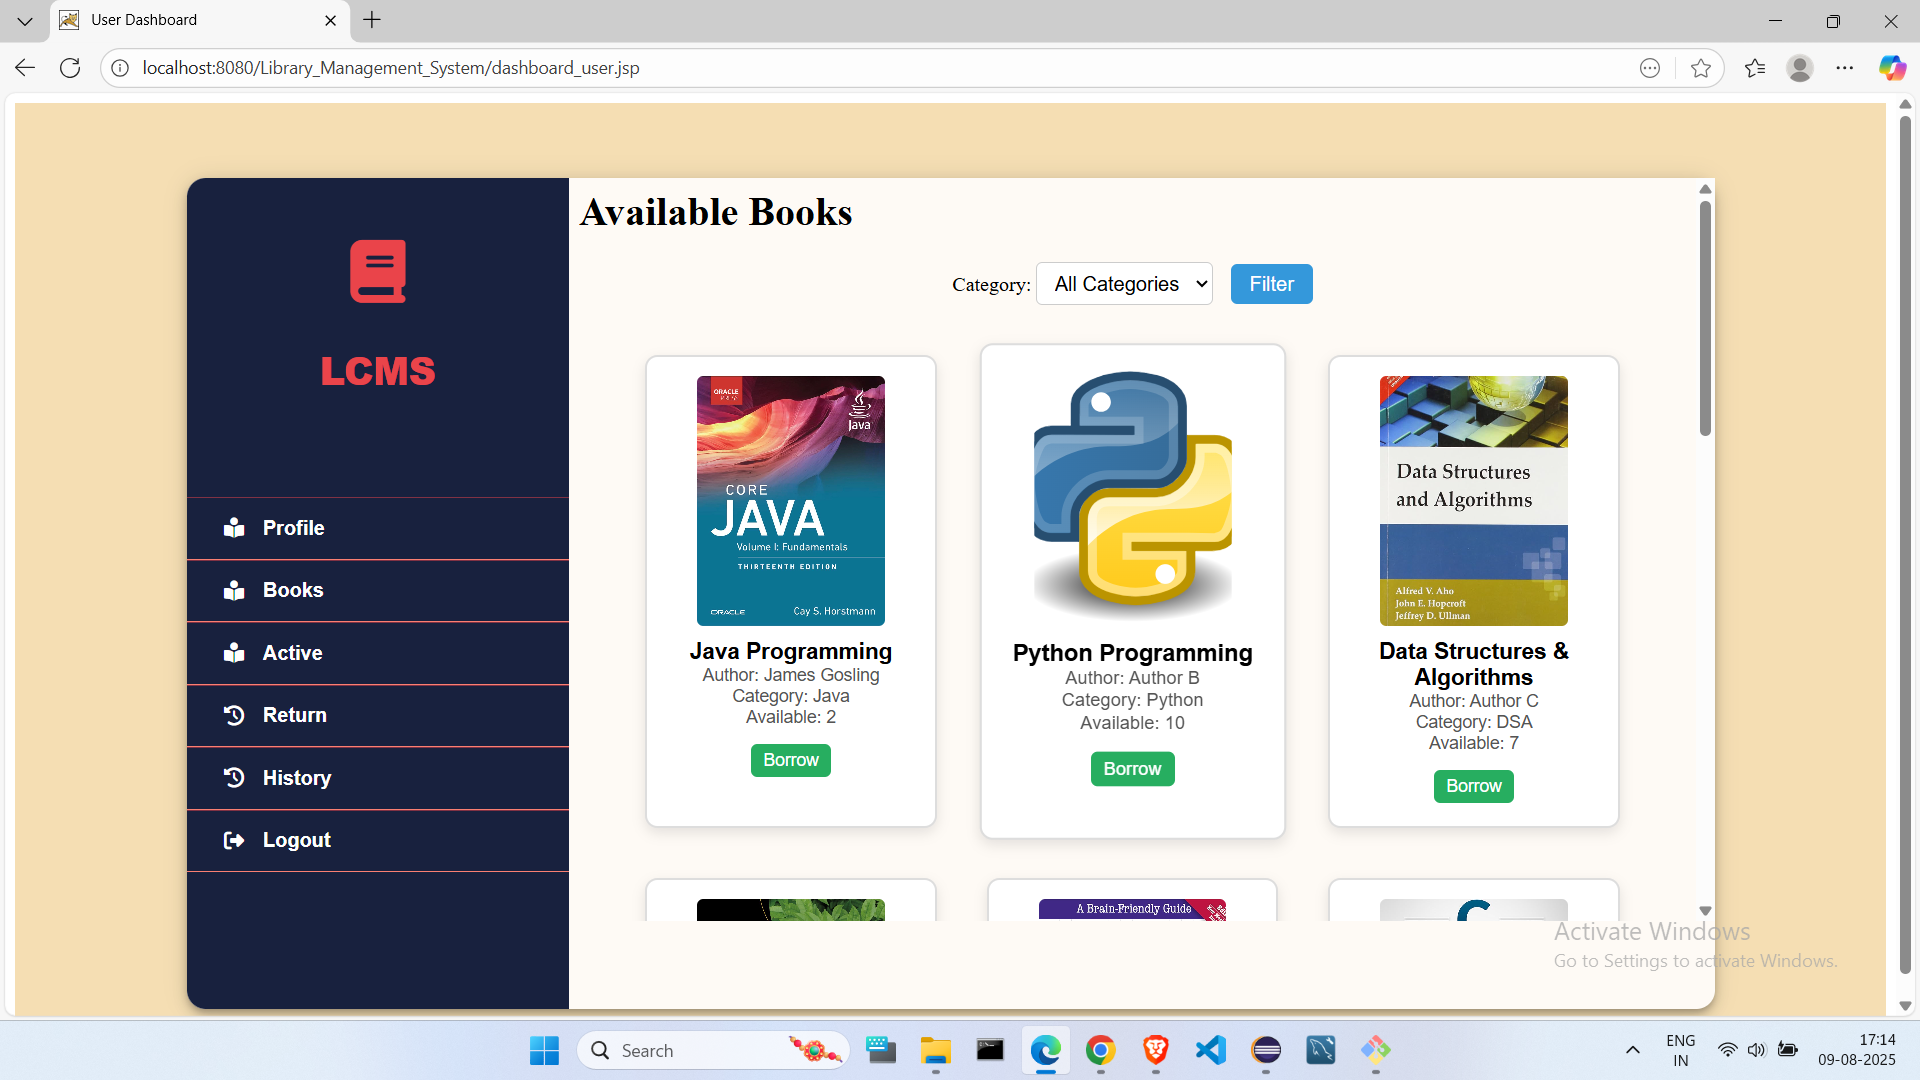 User Dashboard
localhost:8080/Library_Management_System/dashboard_user.jsp
LCMS
Profile
Books
Active
Return
History
Logout
Available Books
Category: All Categories Filter
ORACLE
Java
CORE
JAVA
Volume I: Fundamentals
THIRTEENTH EDITION
ORACLE
Cay S. Horstmann
Java Programming
Author: James Gosling
Category: Java
Available: 2
Borrow
Python Programming
Author: Author B
Category: Python
Available: 10
Borrow
Data Structures
and Algorithms
Alfred V. Aho
John E. Hopcroft
Jeffrey D. Ullman
Data Structures &
Algorithms
Author: Author C
Category: DSA
Available: 7
Borrow
A Brain-Friendly Guide
Activate Windows
Go to Settings to activate Windows.
Search
ENG
IN
17:14
09-08-2025